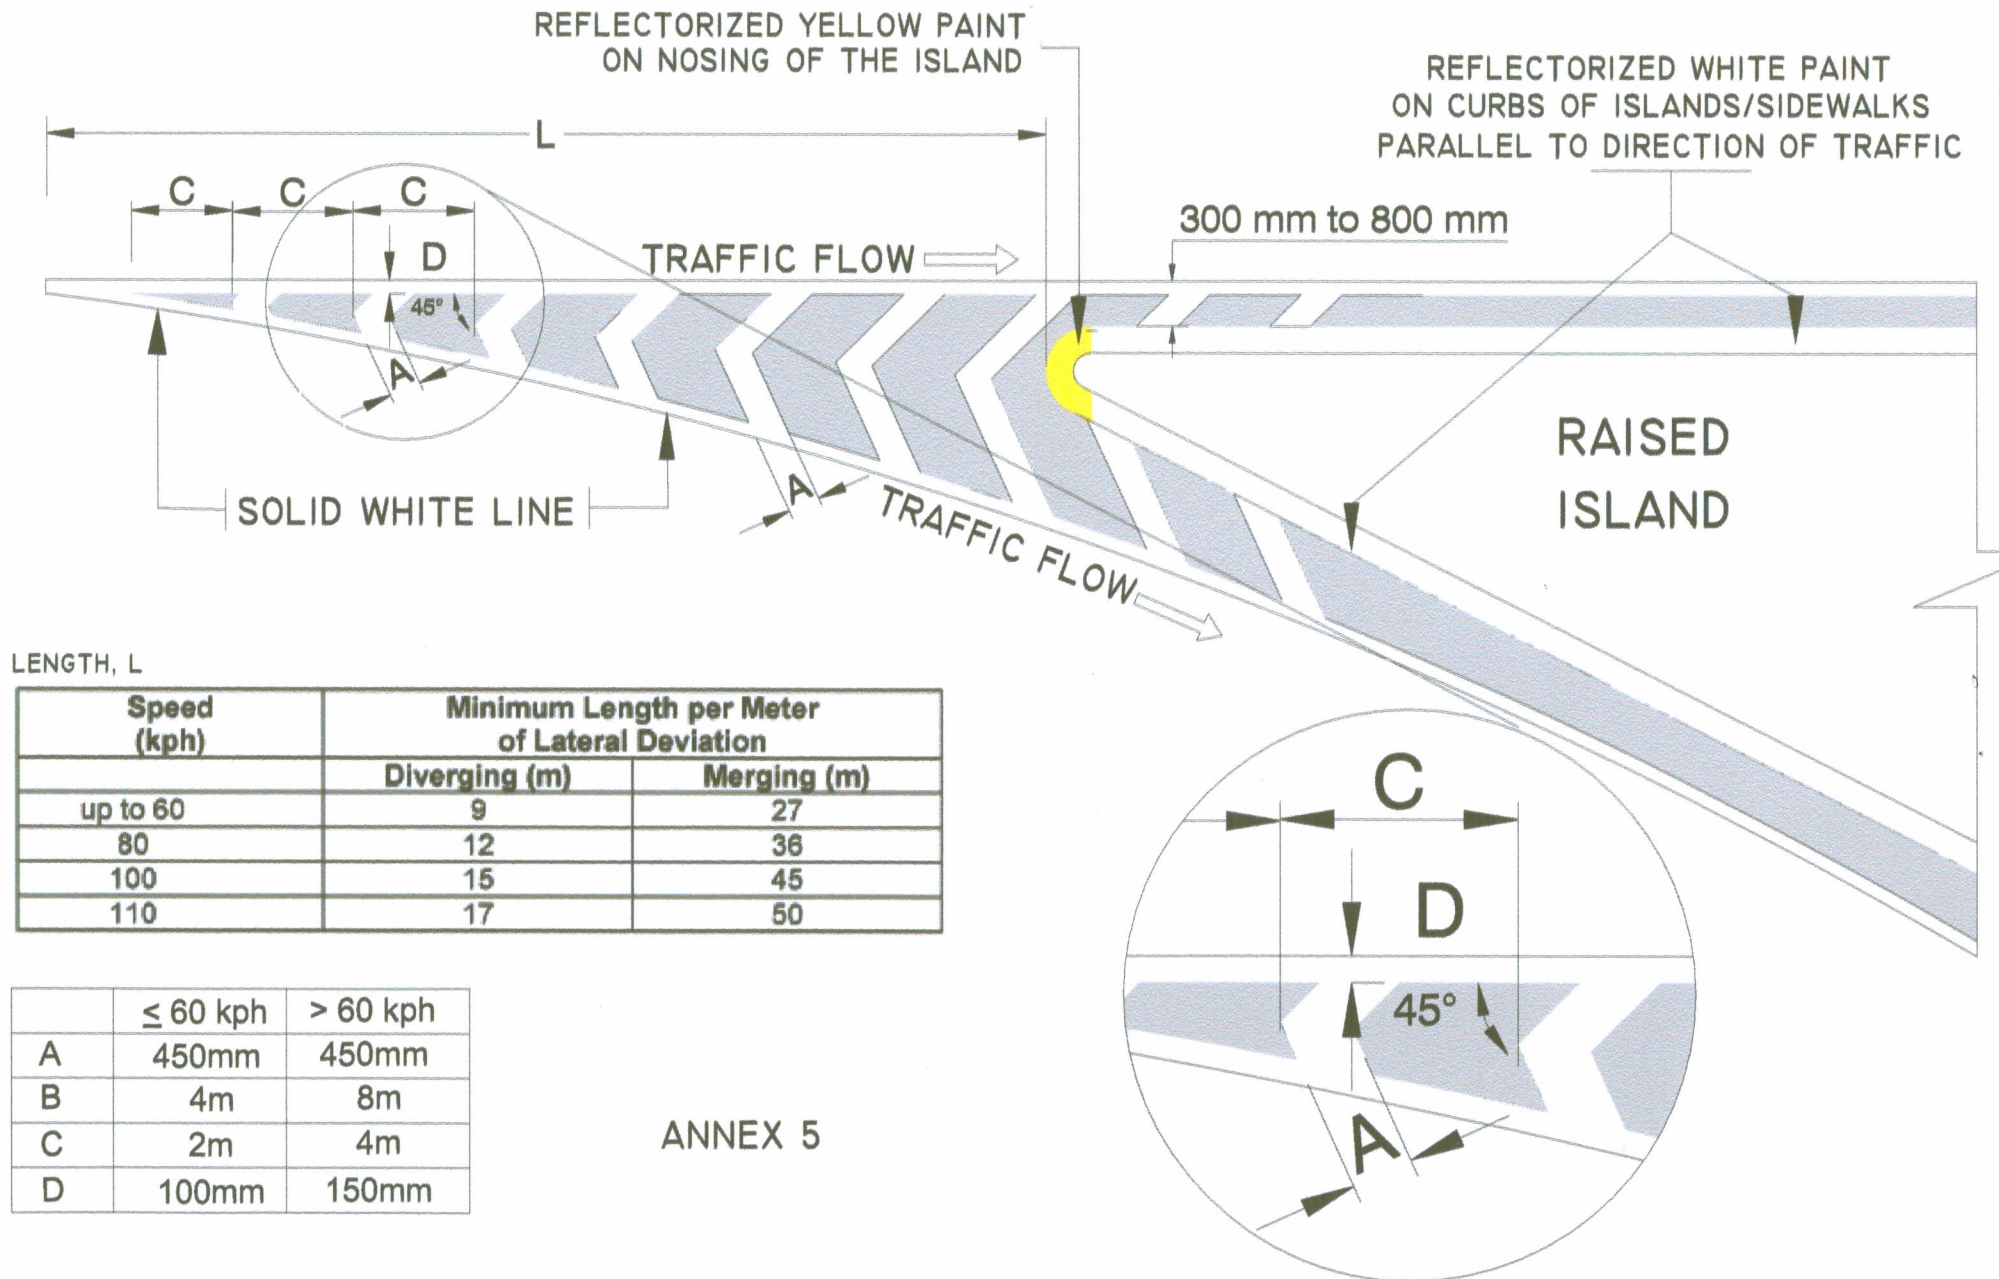 REFLECTORIZED YELLOW PAINT
ON NOSING OF THE ISLAND
REFLECTORIZED WHITE PAINT
ON CURBS OF ISLANDS/SIDEWALKS
PARALLEL TO DIRECTION OF TRAFFIC
L
C
C
C
300 mm to 800 mm
D
TRAFFIC FLOW
45°
A
RAISED
ISLAND
A
SOLID WHITE LINE
TRAFFIC FLOW
LENGTH, L
Speed
(kph)
Minimum Length per Meter
of Lateral Deviation
Diverging (m) Merging (m)
up to 60 9 27
80 12 36
100 15 45
110 17 50
C
D
45°
A
≤ 60 kph > 60 kph
A 450mm 450mm
B 4m 8m
C 2m 4m
D 100mm 150mm
ANNEX 5